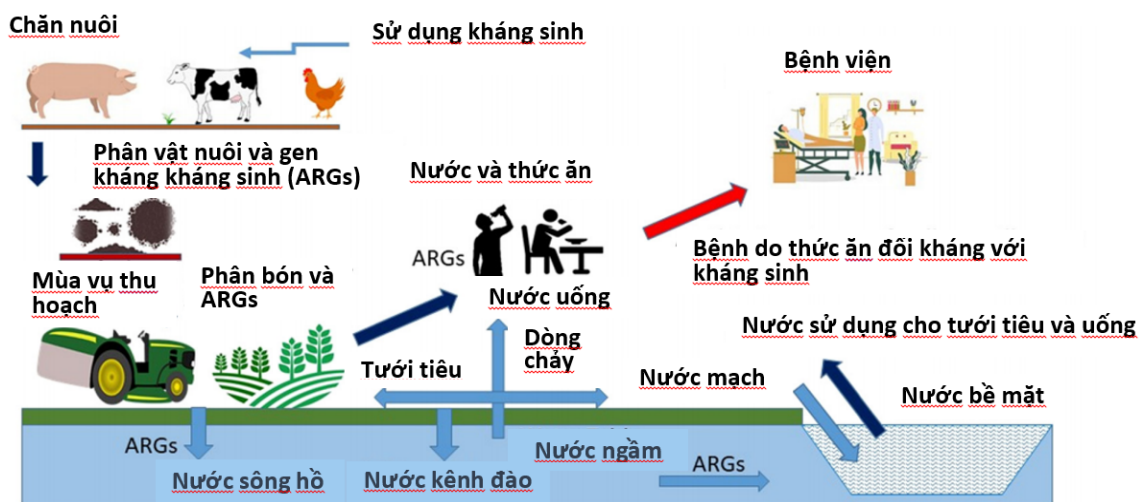 Chăn nuôi
Sử dụng kháng sinh
Bệnh viện
Phân vật nuôi và gen
kháng kháng sinh (ARGs)
Nước và thức ăn
ARGs
Bệnh do thức ăn đôi kháng với
kháng sinh
Mùa vụ thu
hoạch
Phân bón và
ARGs
Nước uống
Nước sử dụng cho tưới tiêu và uống
Dòng
chảy
Tưới tiêu
Nước mạch
Nước bề mặt
ARGs
Nước ngầm
ARGs
Nước sông hồ
Nước kênh đào